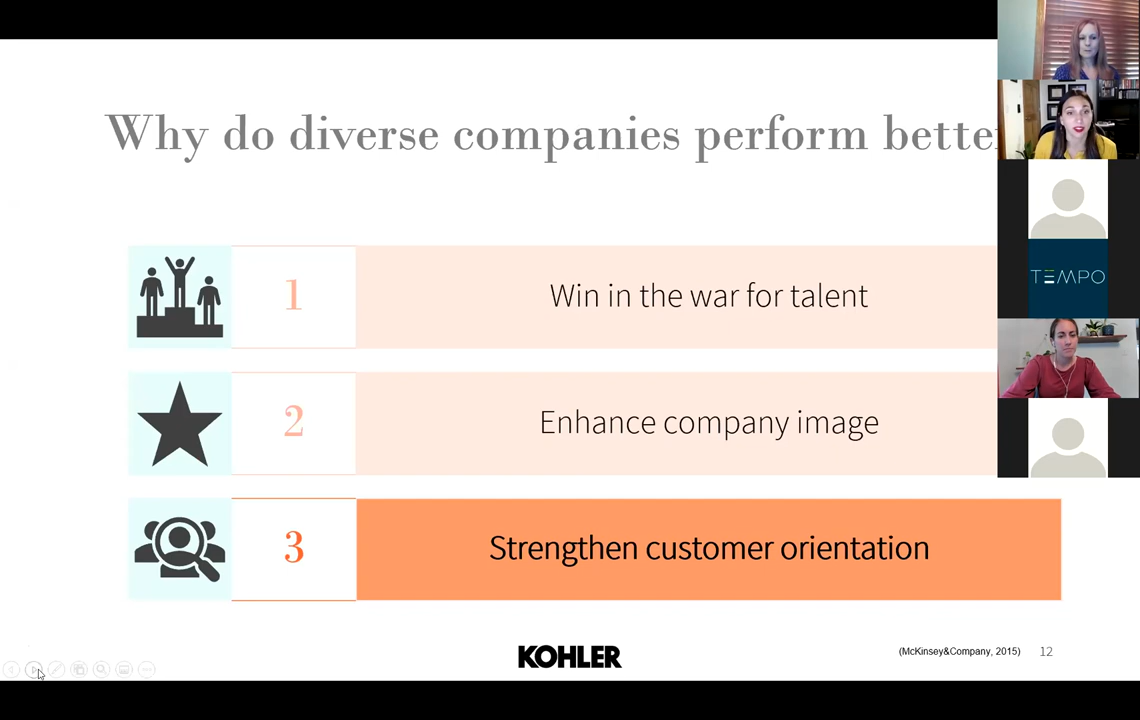 Why do diverse companies perform better
1
Win in the war for talent
2
Enhance company image
3
Strengthen customer orientation
KOHLER
(McKinsey&Company, 2015)
12
TEMPO